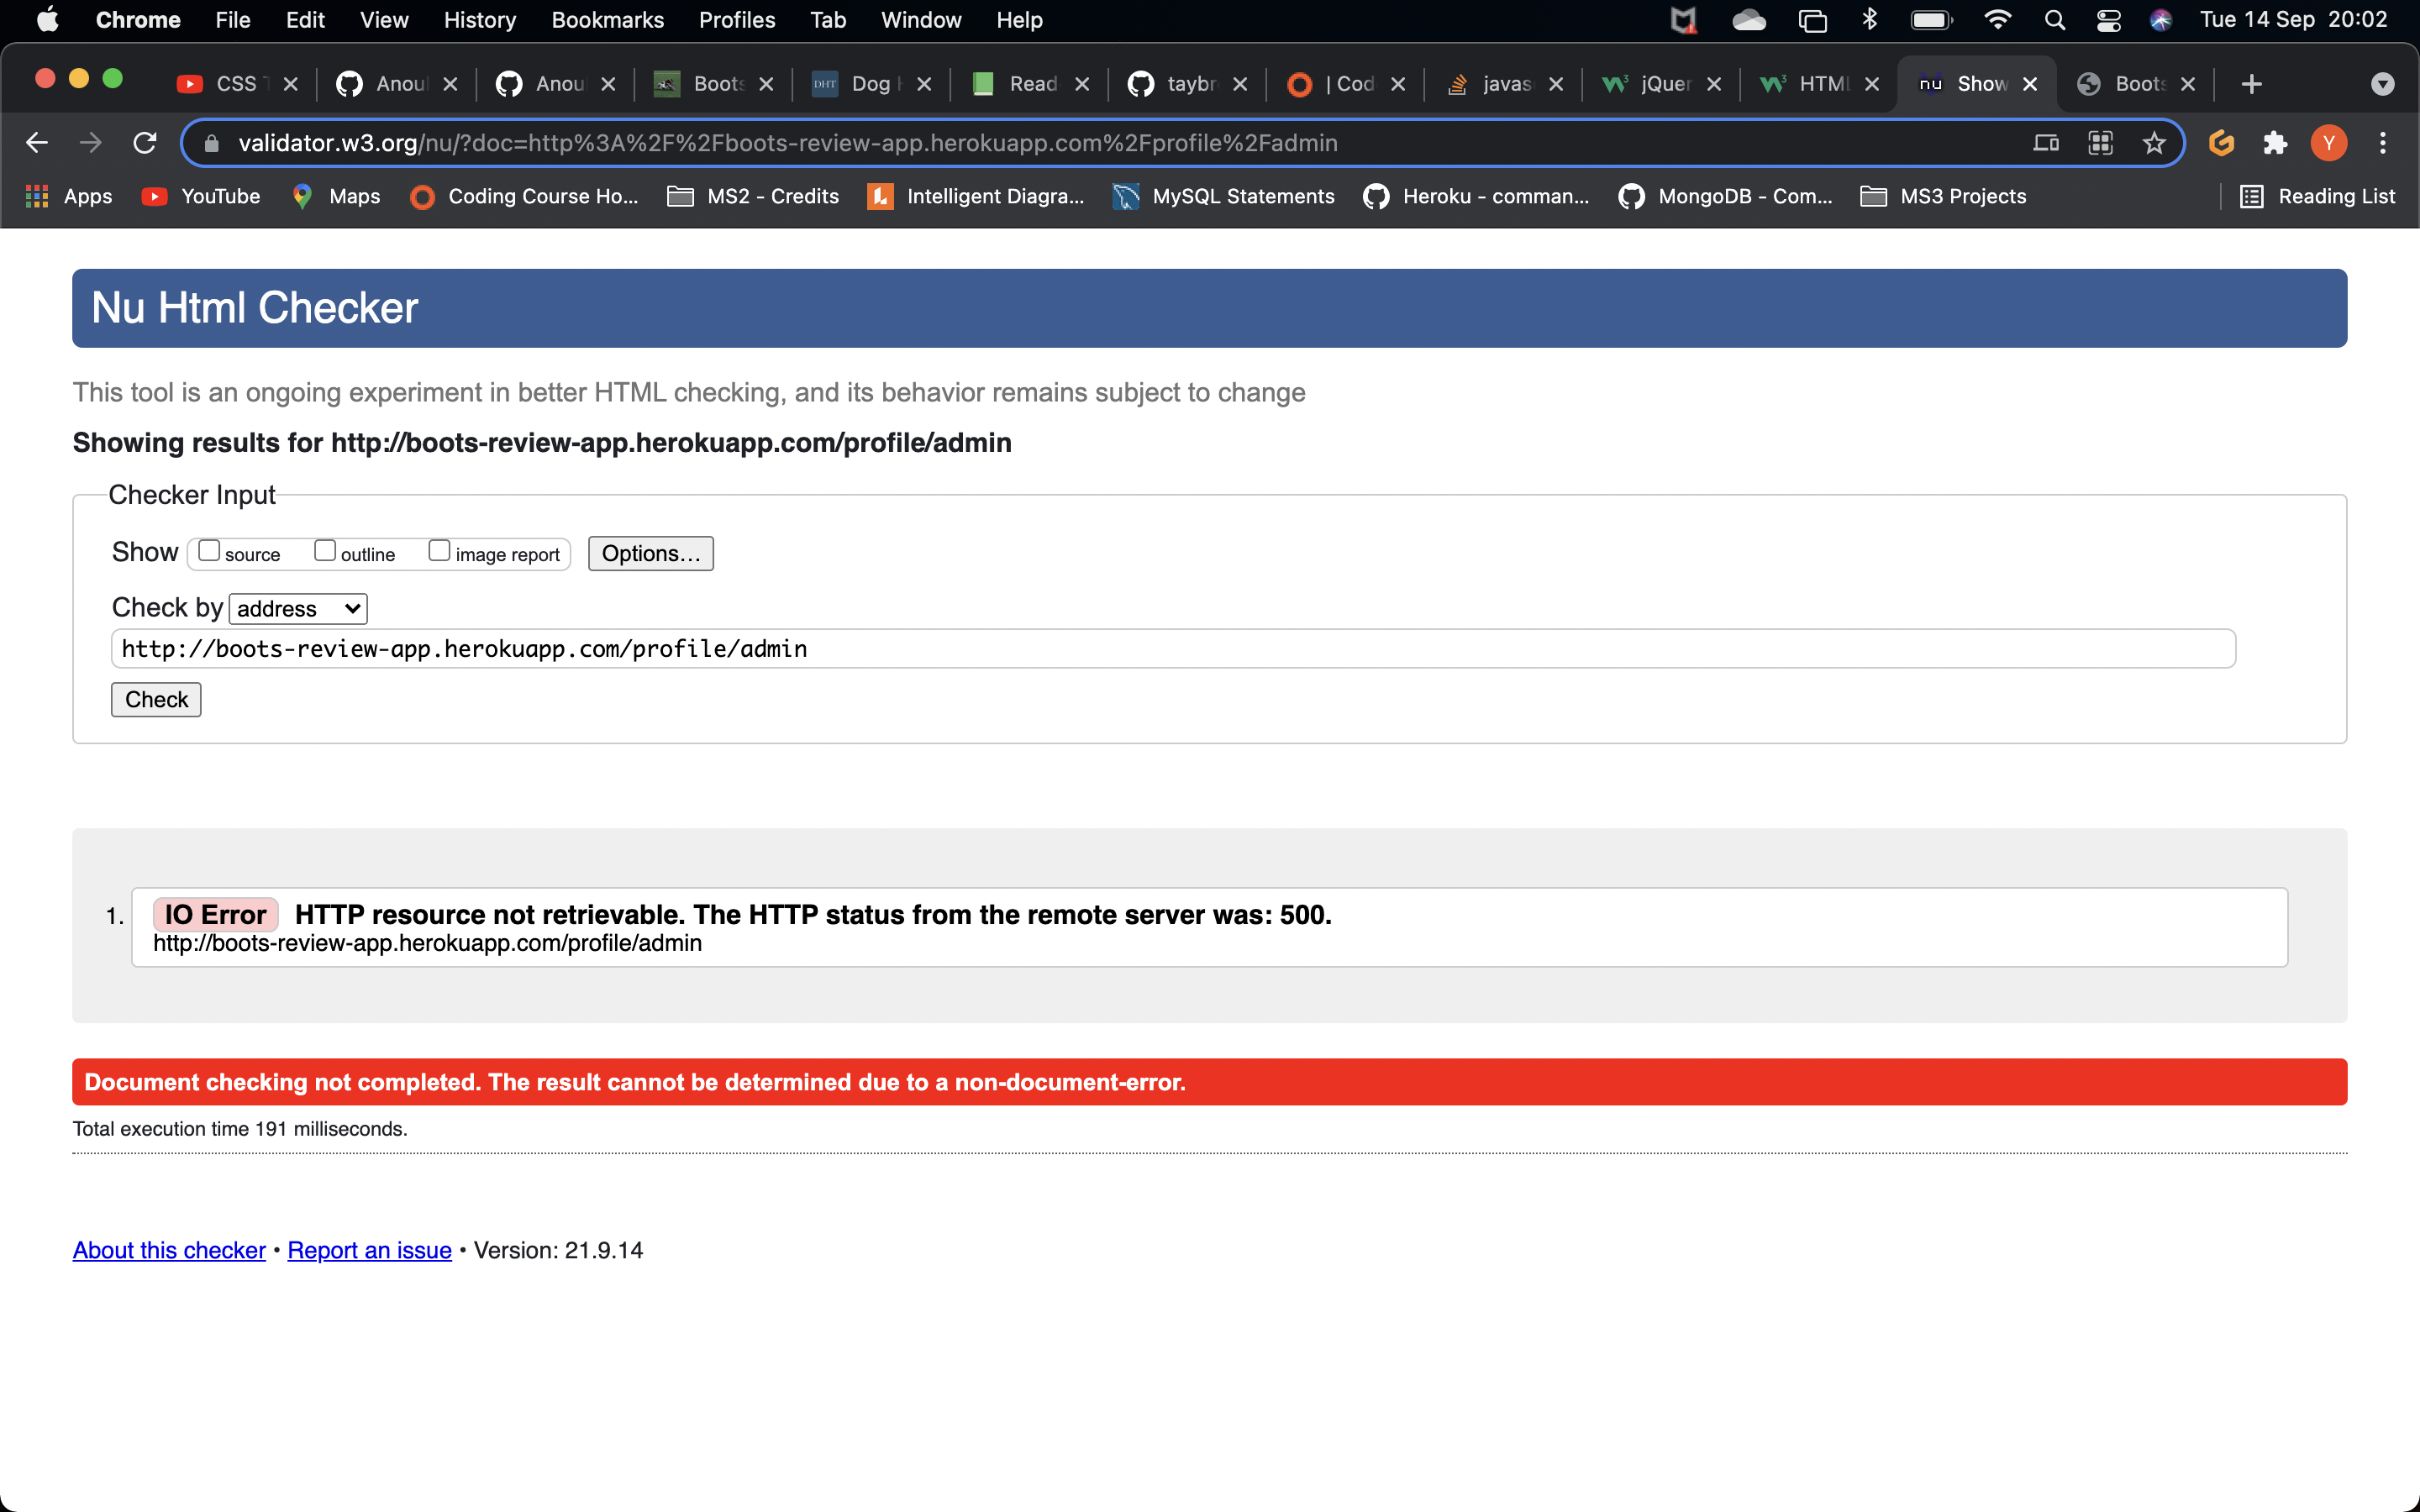 Chrome File Edit View History Bookmarks Profiles Tab Window Help Tue 14 Sep 20:02
CSS Anoul Anou Boots DHT Dog Read taybr | Cod javas jQuer HTML nu Show Boots
validator.w3.org/nu/?doc=http%3A%2F%2Fboots-review-app.herokuapp.com%2Fprofile%2Fadmin Y
Apps YouTube Maps Coding Course Ho... MS2 - Credits Intelligent Diagra... MySQL Statements Heroku - comman... MongoDB - Com... MS3 Projects Reading List
Nu Html Checker
This tool is an ongoing experiment in better HTML checking, and its behavior remains subject to change
Showing results for http://boots-review-app.herokuapp.com/profile/admin
Checker Input
Show source outline image report Options...
Check by address
http://boots-review-app.herokuapp.com/profile/admin
Check
1. IO Error HTTP resource not retrievable. The HTTP status from the remote server was: 500.
http://boots-review-app.herokuapp.com/profile/admin
Document checking not completed. The result cannot be determined due to a non-document-error.
Total execution time 191 milliseconds.
About this checker • Report an issue • Version: 21.9.14